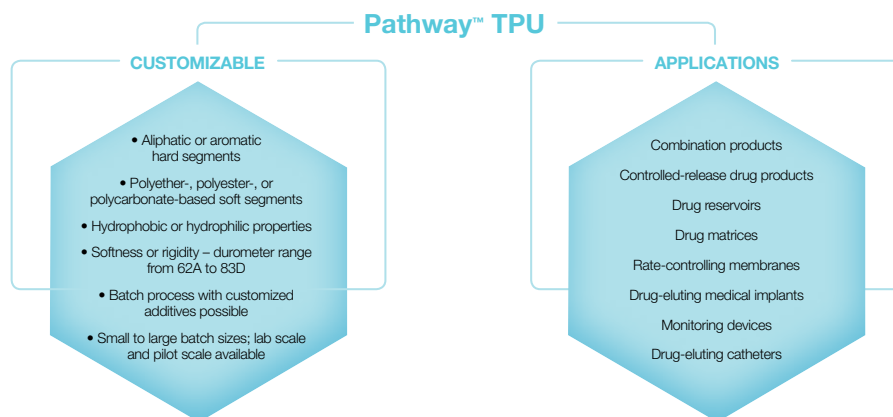 Pathway™ TPU
CUSTOMIZABLE
• Aliphatic or aromatic
hard segments
• Polyether-, polyester-, or
polycarbonate-based soft segments
• Hydrophobic or hydrophilic properties
• Softness or rigidity – durometer range
from 62A to 83D
• Batch process with customized
additives possible
• Small to large batch sizes; lab scale
and pilot scale available
APPLICATIONS
Combination products
Controlled-release drug products
Drug reservoirs
Drug matrices
Rate-controlling membranes
Drug-eluting medical implants
Monitoring devices
Drug-eluting catheters